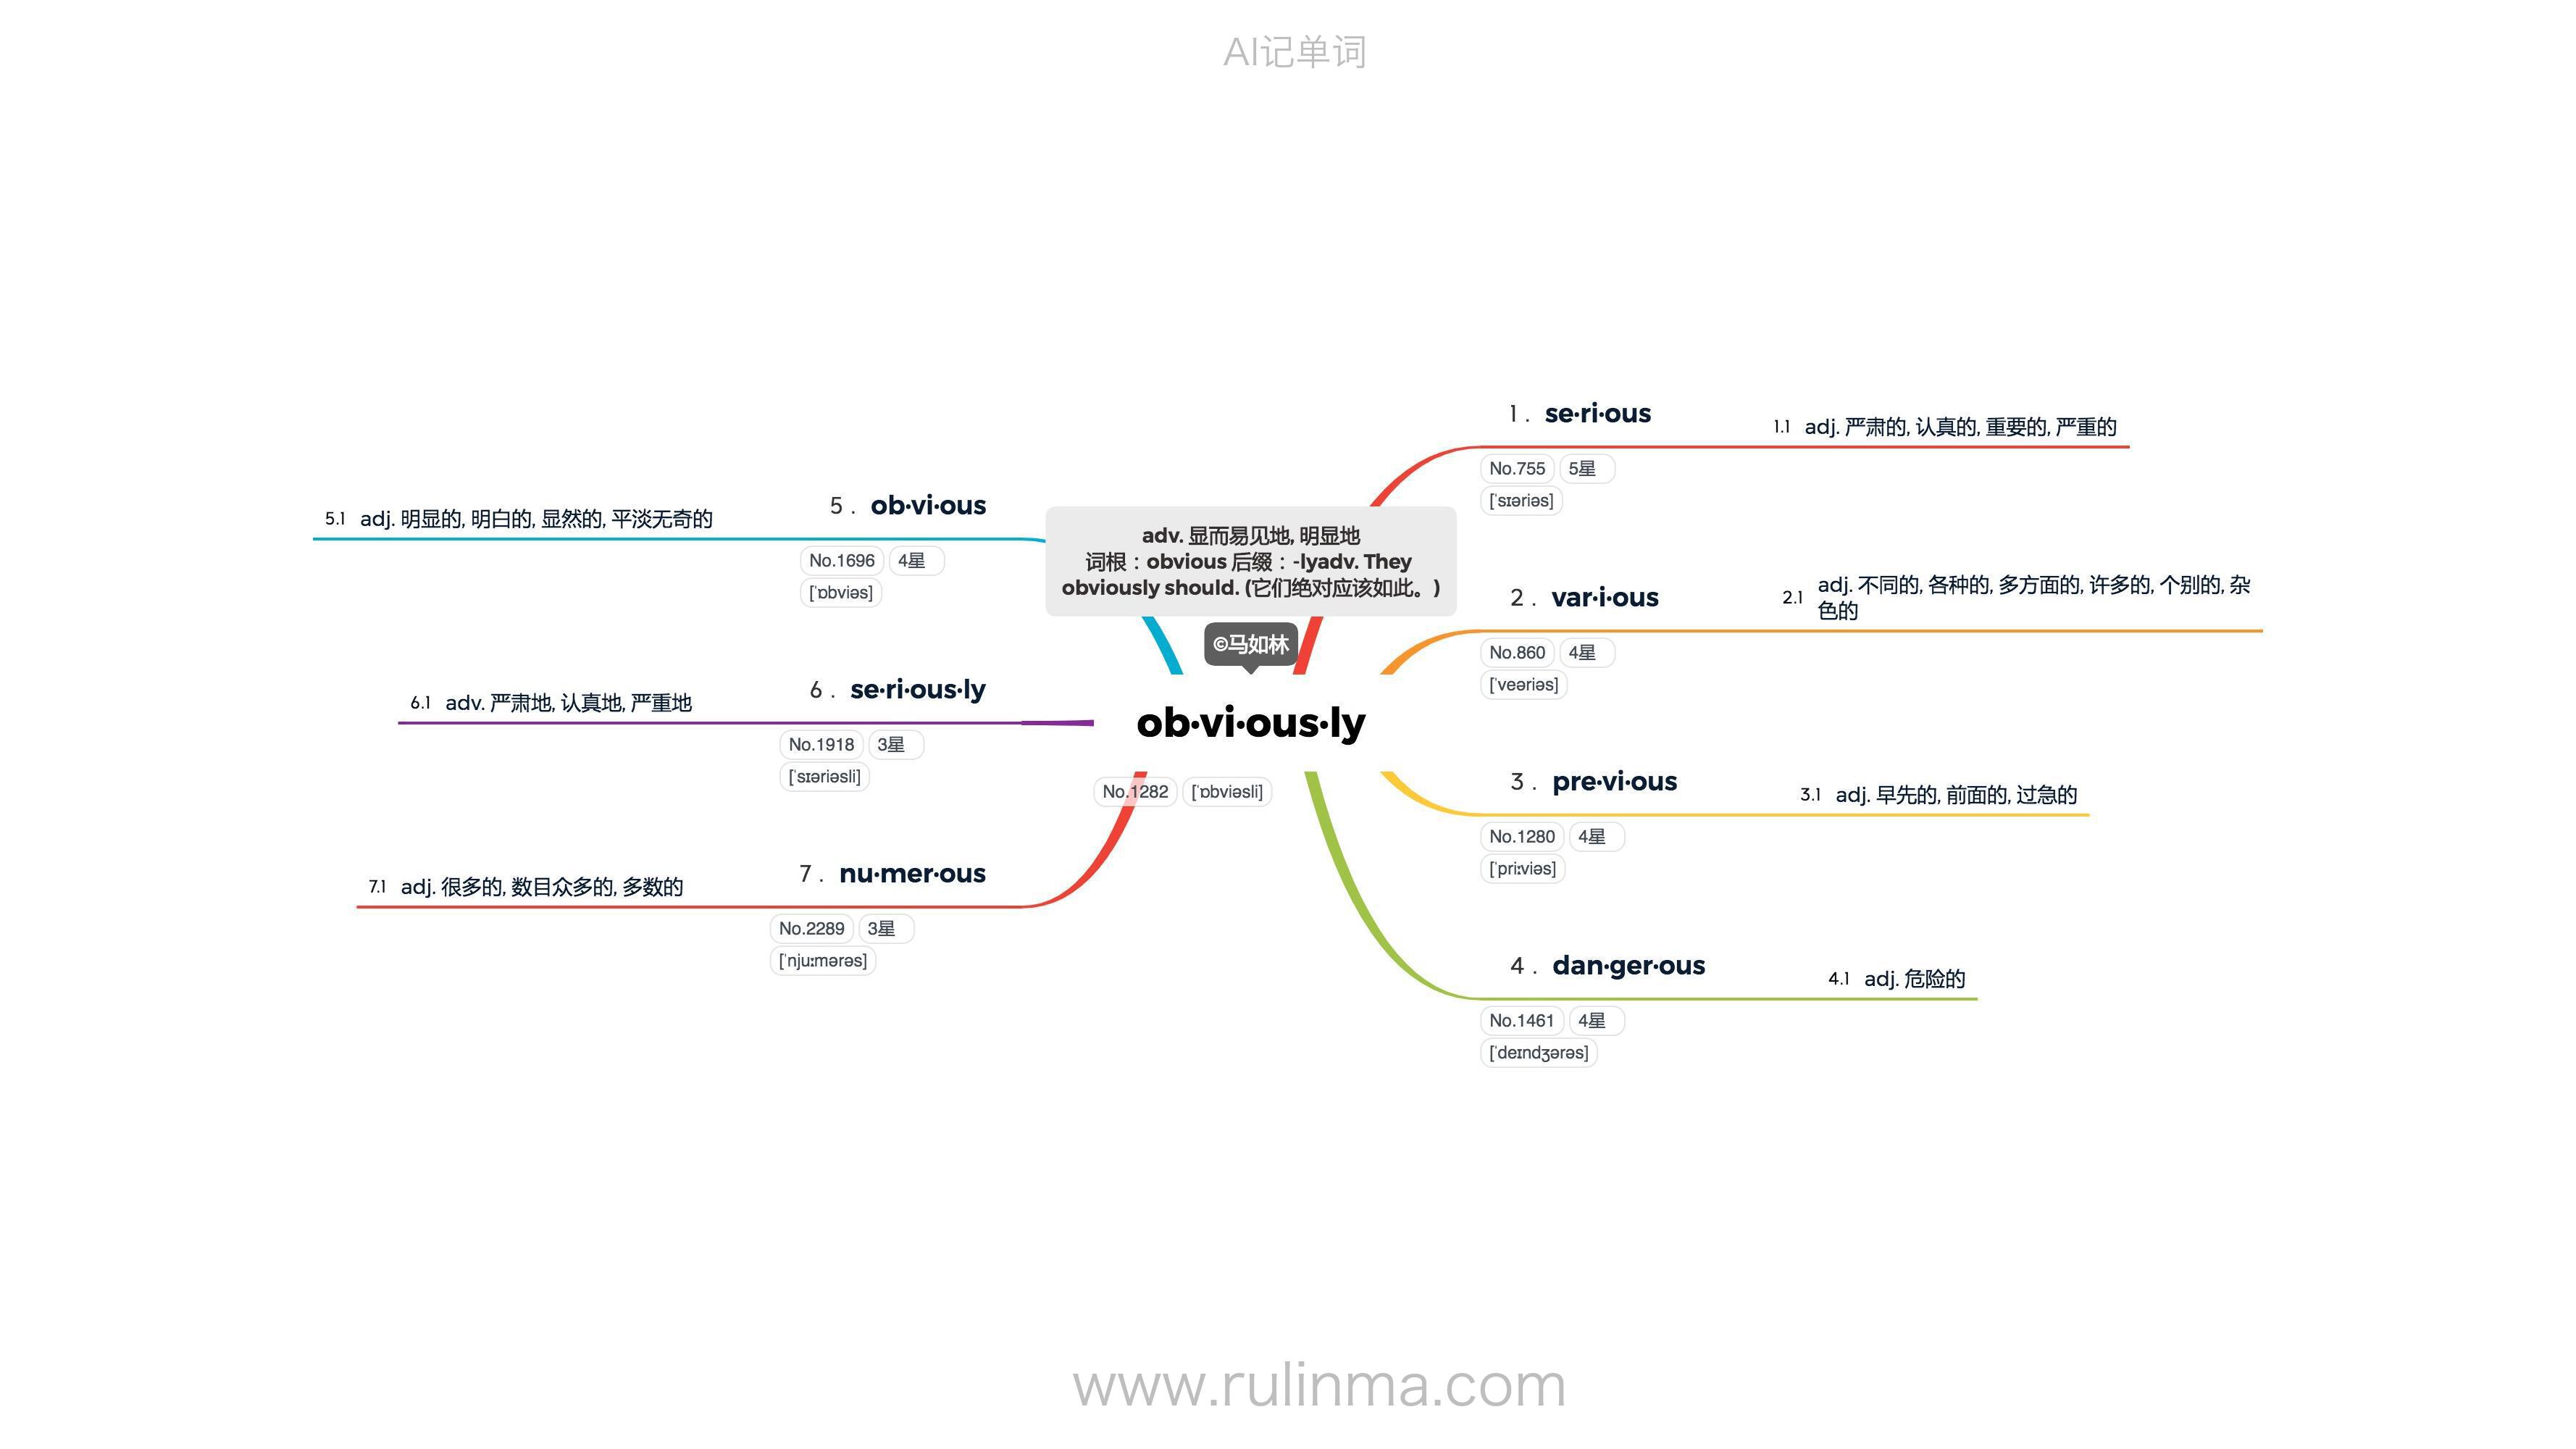 AI记单词
adv. 显而易见地, 明显地
词根：obvious 后缀：-lyadv. They
obviously should. (它们绝对应该如此。)
©马如林
ob·vi·ous·ly
No.1282 [ˈɒbviəsli]
1. se·ri·ous
No.755 5星
[ˈsɪəriəs]
1.1 adj. 严肃的, 认真的, 重要的, 严重的
2. var·i·ous
No.860 4星
[ˈveəriəs]
2.1 adj. 不同的, 各种的, 多方面的, 许多的, 个别的, 杂
色的
3. pre·vi·ous
No.1280 4星
[ˈpriːviəs]
3.1 adj. 早先的, 前面的, 过急的
4. dan·ger·ous
No.1461 4星
[ˈdeɪndʒərəs]
4.1 adj. 危险的
5. ob·vi·ous
No.1696 4星
[ˈɒbviəs]
5.1 adj. 明显的, 明白的, 显然的, 平淡无奇的
6. se·ri·ous·ly
No.1918 3星
[ˈsɪəriəsli]
6.1 adv. 严肃地, 认真地, 严重地
7. nu·mer·ous
No.2289 3星
[ˈnjuːmərəs]
7.1 adj. 很多的, 数目众多的, 多数的
www.rulinma.com